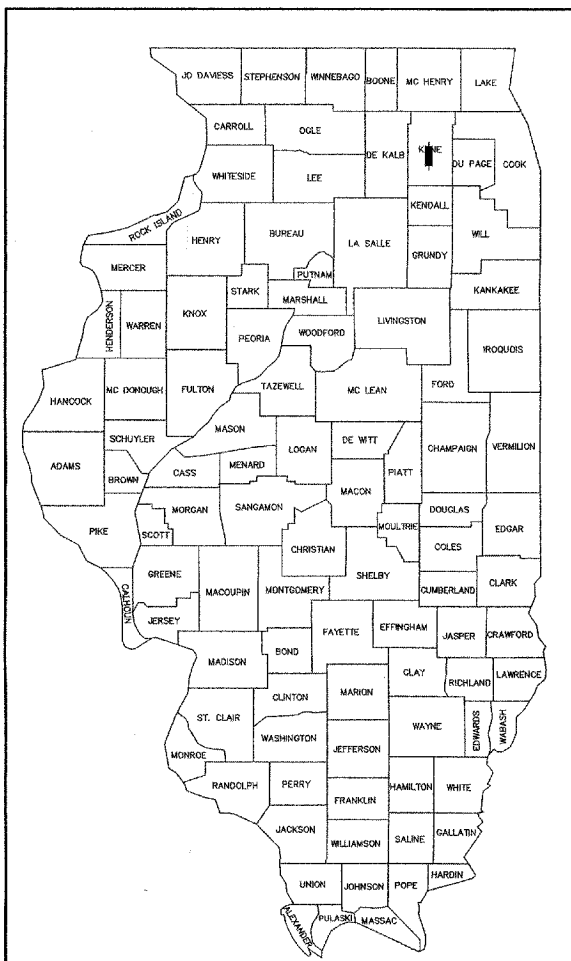 JO DAVIESS STEPHENSON WINNEBAGO BOONE MC HENRY LAKE
CARROLL OGLE DE KALB KANE DU PAGE COOK
WHITESIDE LEE
ROCK ISLAND HENRY BUREAU LA SALLE KENDALL WILL
GRUNDY
MERCER PUTNAM
STARK MARSHALL KANKAKEE
HENDERSON WARREN KNOX PEORIA WOODFORD LIVINGSTON IROQUOIS
HANCOCK MC DONOUGH FULTON TAZEWELL MC LEAN FORD
MASON
SCHUYLER LOGAN DE WITT CHAMPAIGN VERMILION
ADAMS BROWN CASS MENARD PIATT
MACON
MORGAN SANGAMON DOUGLAS
PIKE SCOTT MOULTRIE EDGAR
CHRISTIAN COLES
GREENE SHELBY
CALHOUN MACOUPIN MONTGOMERY CUMBERLAND CLARK
JERSEY FAYETTE EFFINGHAM JASPER CRAWFORD
MADISON BOND
CLAY RICHLAND LAWRENCE
CLINTON MARION
ST. CLAIR WAYNE EDWARDS WABASH
WASHINGTON
MONROE JEFFERSON
RANDOLPH PERRY HAMILTON WHITE
FRANKLIN
JACKSON WILLIAMSON SALINE GALLATIN
HARDIN
UNION JOHNSON POPE
ALEXANDER PULASKI MASSAC